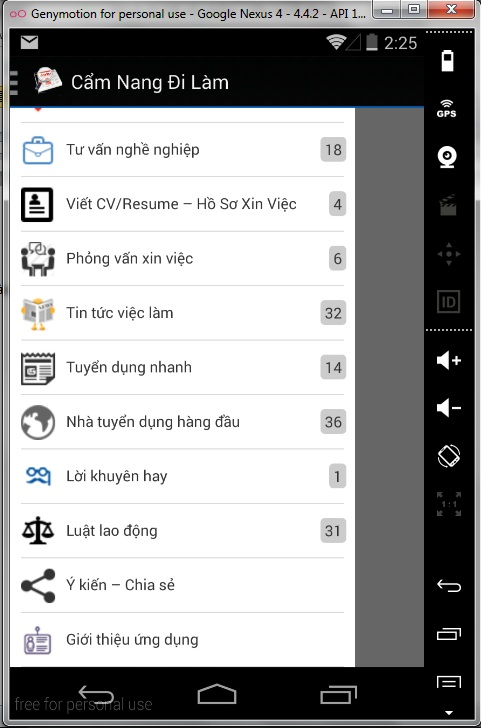 Genymotion for personal use - Google Nexus 4 - 4.4.2 - API 1...
2:25
Cẩm Nang Đi Làm
GPS
Tư vấn nghề nghiệp 18
Viết CV/Resume – Hồ Sơ Xin Việc 4
Phỏng vấn xin việc 6
Tin tức việc làm 32
ID
Tuyển dụng nhanh 14
Nhà tuyển dụng hàng đầu 36
Lời khuyên hay 1
1:1
Luật lao động 31
Ý kiến – Chia sẻ
Giới thiệu ứng dụng
free for personal use